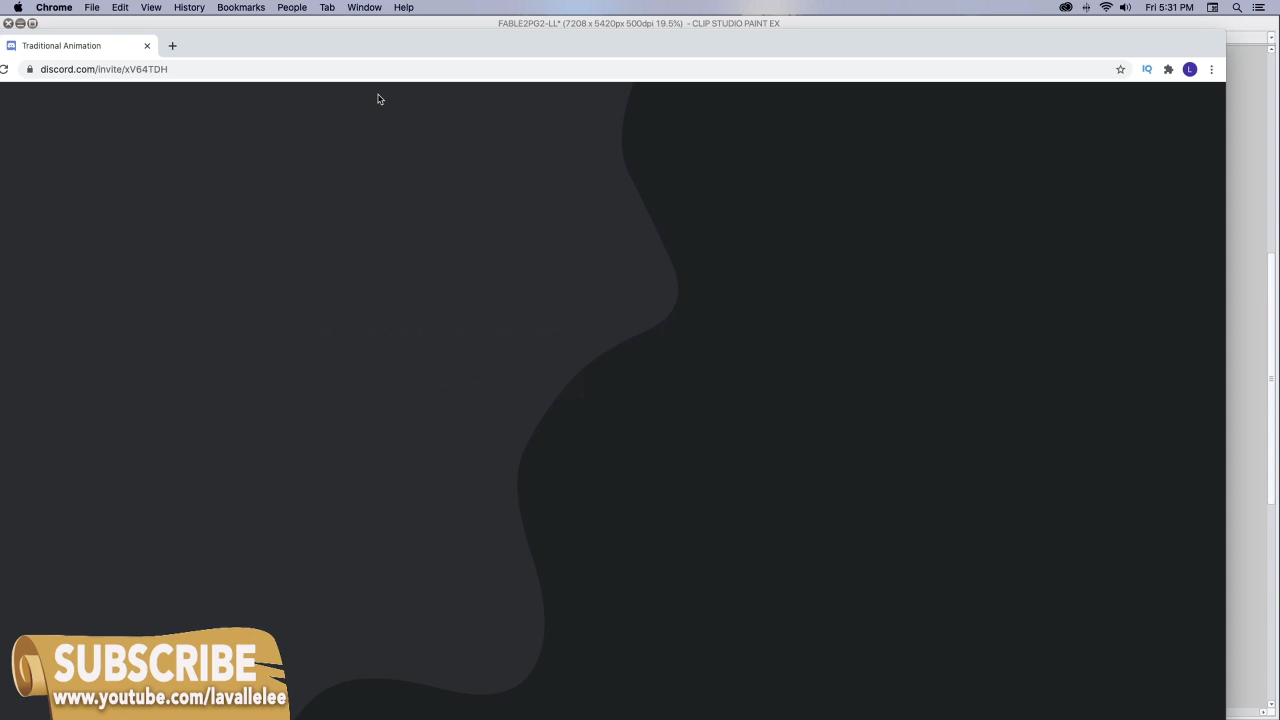 Chrome File Edit View History Bookmarks People Tab Window Help Fri 5:31 PM
FABLE2PG2-LL* (7208 x 5420px 500dpi 19.5%) - CLIP STUDIO PAINT EX
Traditional Animation
discord.com/invite/xV64TDH IQ L
SUBSCRIBE
www.youtube.com/lavallelee